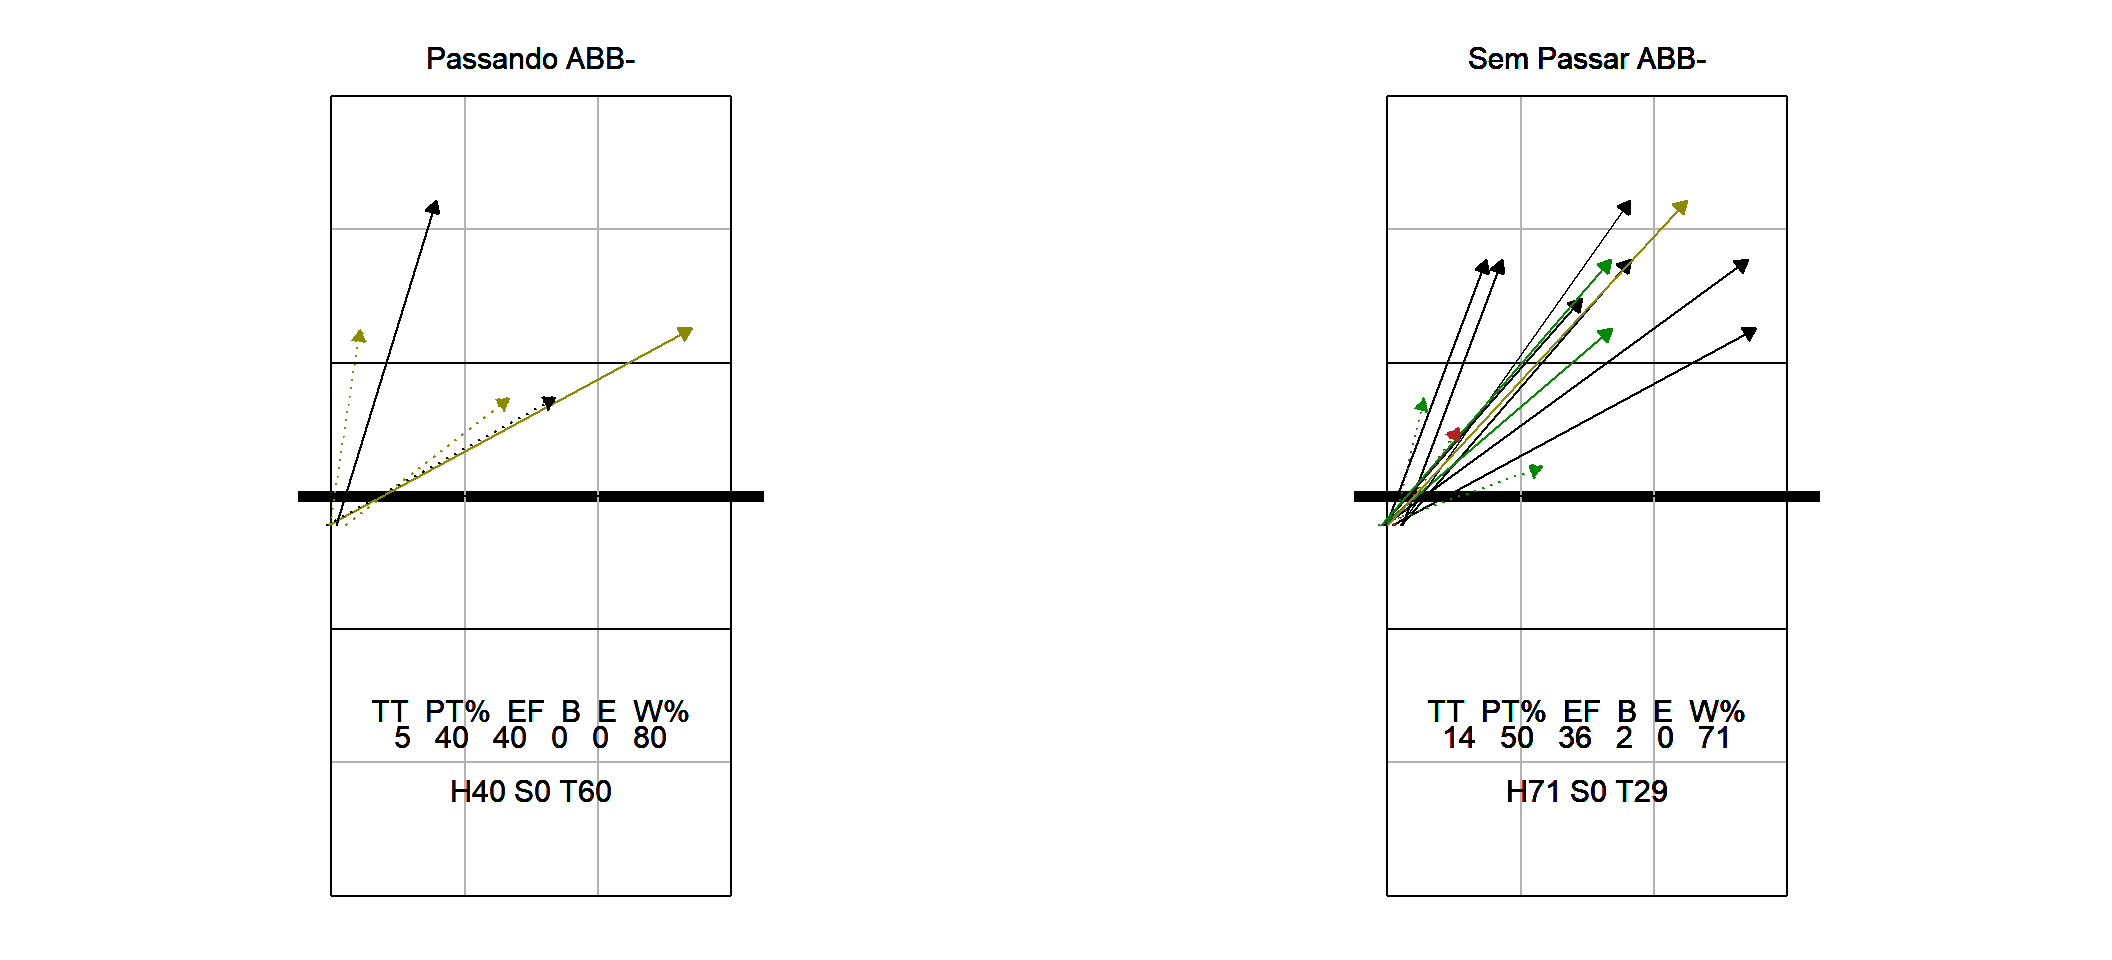 Passando ABB-
TT PT% EF B E W%
5 40 40 0 0 80
H40 S0 T60
Sem Passar ABB-
TT PT% EF B E W%
14 50 36 2 0 71
H71 S0 T29